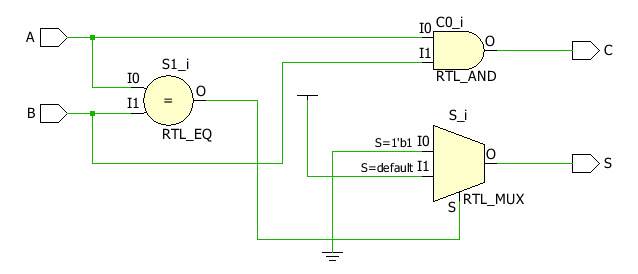 A
B
S1_i
I0
I1
=
O
RTL_EQ
C0_i
I0
I1
O
RTL_AND
C
S_i
S=1'b1 I0
S=default I1
O
S
RTL_MUX
S